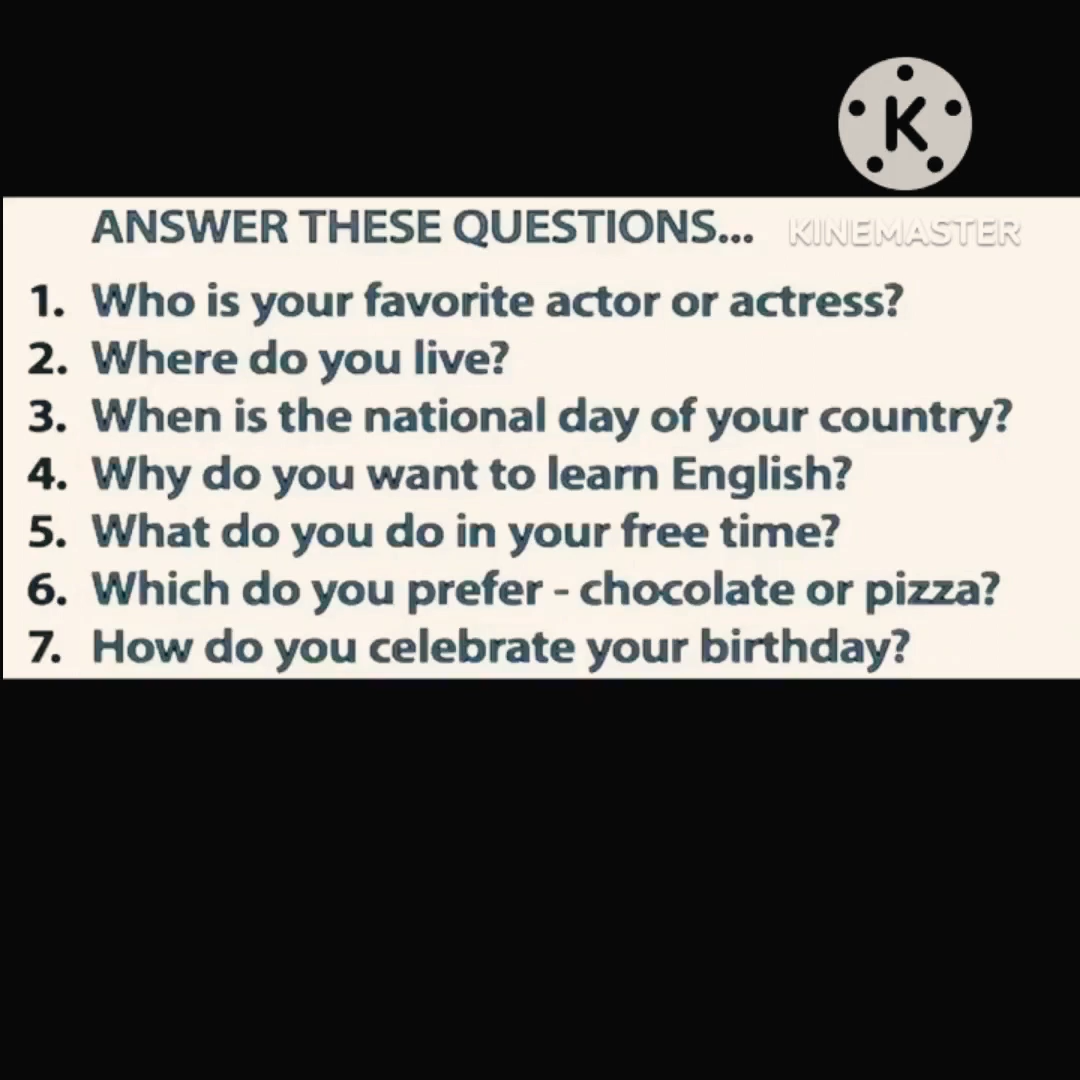 K
ANSWER THESE QUESTIONS...
KINEMASTER
1. Who is your favorite actor or actress?
2. Where do you live?
3. When is the national day of your country?
4. Why do you want to learn English?
5. What do you do in your free time?
6. Which do you prefer - chocolate or pizza?
7. How do you celebrate your birthday?